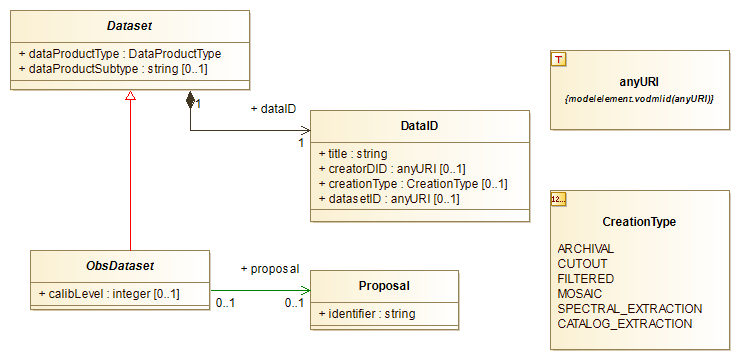 Dataset
+ dataProductType : DataProductType
+ dataProductSubtype : string [0..1]
1
+ dataID
1
DataID
+ title : string
+ creatorDID : anyURI [0..1]
+ creationType : CreationType [0..1]
+ datasetID : anyURI [0..1]
T
anyURI
{modelelement.vodmlid(anyURI)}
12...
CreationType
ARCHIVAL
CUTOUT
FILTERED
MOSAIC
SPECTRAL_EXTRACTION
CATALOG_EXTRACTION
ObsDataset
+ calibLevel : integer [0..1]
+ proposal
0..1
0..1
Proposal
+ identifier : string